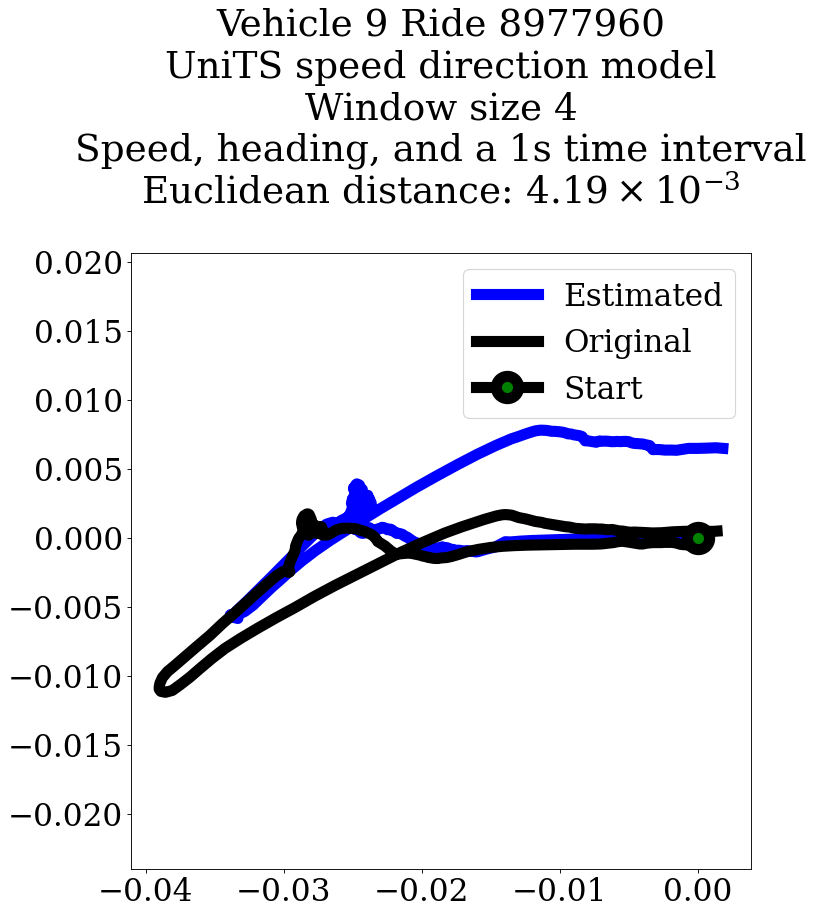 Vehicle 9 Ride 8977960
UniTS speed direction model
Window size 4
Speed, heading, and a 1s time interval
Euclidean distance: 4.19 × 10⁻³
0.020
0.015
0.010
0.005
0.000
−0.005
−0.010
−0.015
−0.020
Estimated
Original
Start
−0.04
−0.03
−0.02
−0.01
0.00